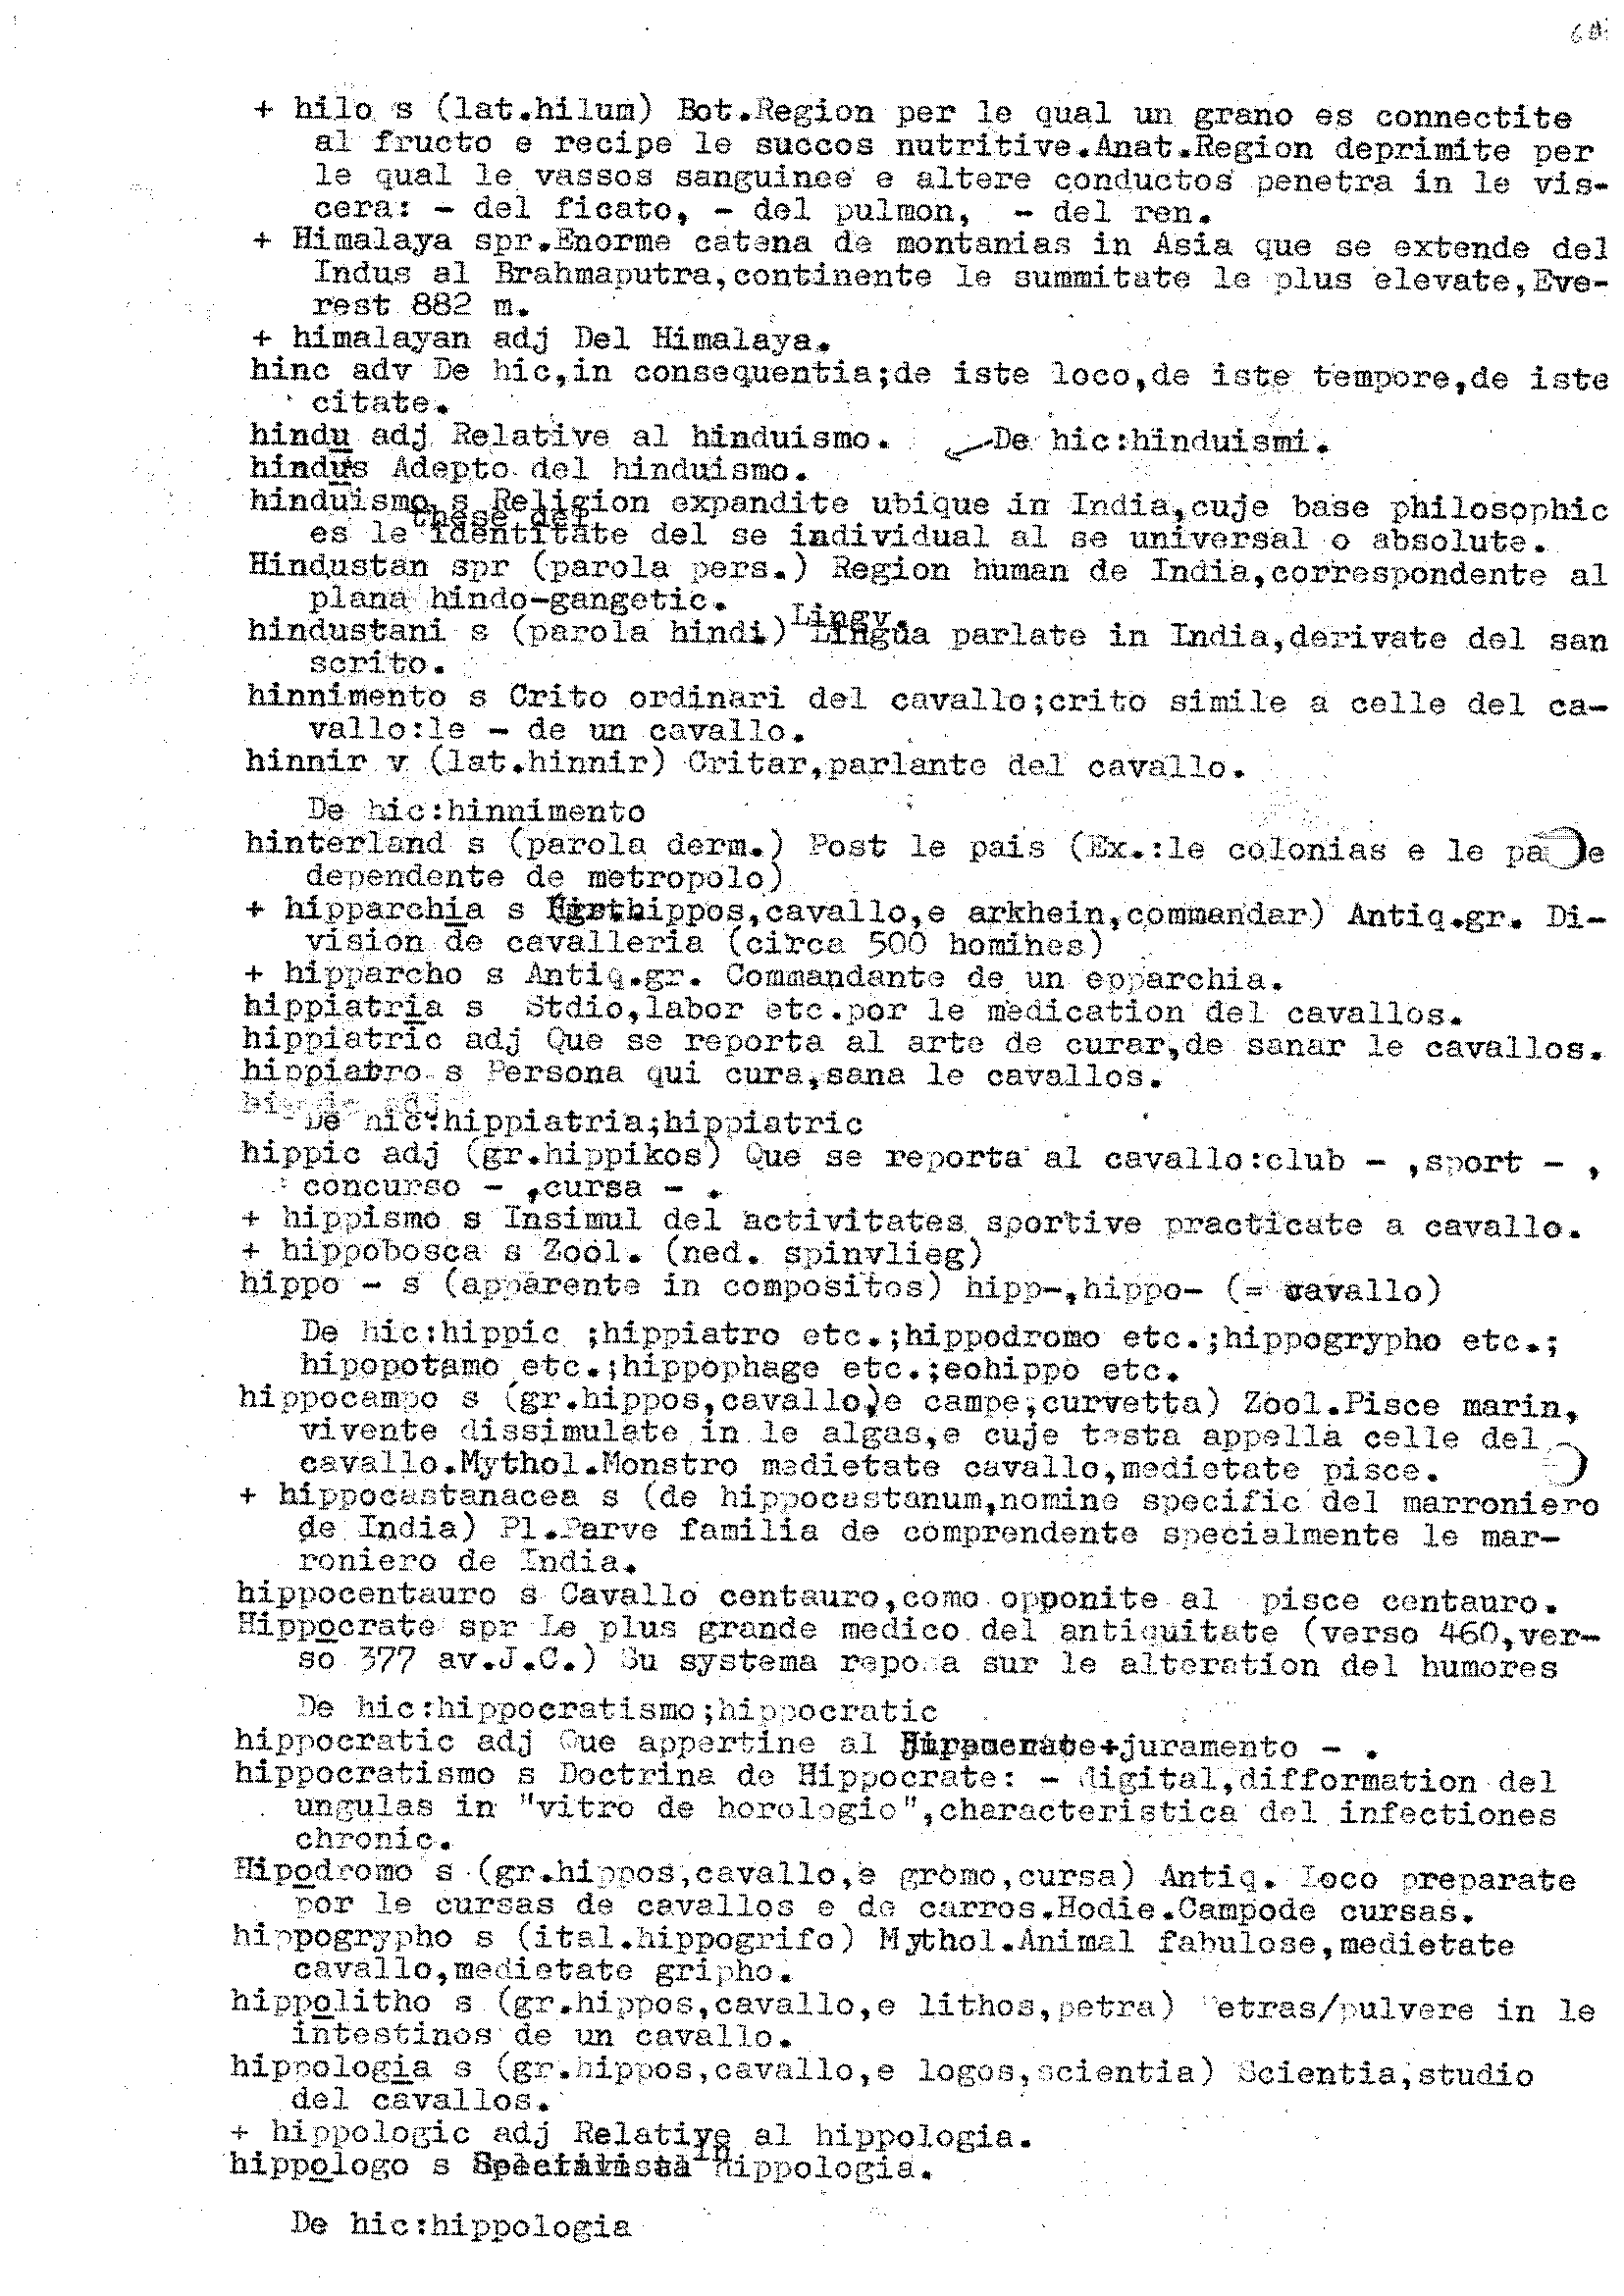 + hilo s (lat.hilum) Bot.Region per le qual un grano es connectite
al fructo e recipe le succos nutritive.Anat.Region deprimite per
le qual le vassos sanguinee e altere conductos penetra in le vis-
cera: - del ficato, - del pulmon, - del ren.
+ Himalaya spr.Enorme catena de montanias in Asia que se extende del
Indus al Brahmaputra,continente le summitate le plus elevate,Eve-
rest 882 m.
+ himalayan adj Del Himalaya.
hinc adv De hic,in consequentia;de iste loco,de iste tempore,de iste
citate.
hindu adj Relative al hinduismo. De hic:hinduismi.
hindus Adepto del hinduismo.
hinduismo s Religion expandite ubique in India,cuje base philosophic
these del
es le identitate del se individual al se universal o absolute.
Hindustan spr (parola pers.) Region human de India,correspondente al
plana hindo-gangetic.
Lingv.
hindustani s (parola hindi) Lingua parlate in India,derivate del san
scrito.
hinnimento s Crito ordinari del cavallo;crito simile a celle del ca-
vallo:le - de un cavallo.
hinnir v (lat.hinnir) Critar,parlante del cavallo.
De hic:hinnimento
hinterland s (parola derm.) Post le pais (Ex.:le colonias e le pa e
dependente de metropolo)
+ hipparchia s hippos,cavallo,e arkhein,commandar) Antiq.gr. Di-
vision de cavalleria (circa 500 homines)
+ hipparcho s Antiq.gr. Commandante de un epparchia.
hippiatria s Stdio,labor etc.por le medication del cavallos.
hippiatric adj Que se reporta al arte de curar,de sanar le cavallos.
hippiatro s Persona qui cura,sana le cavallos.
De hic:hippiatria;hippiatric
hippic adj (gr.hippikos) Que se reporta al cavallo:club - ,sport - ,
concurso - ,cursa - .
+ hippismo s Insimul del activitates sportive practicate a cavallo.
+ hippobosca s Zool. (ned. spinvlieg)
hippo - s (apparente in compositos) hipp-,hippo- (= cavallo)
De hic:hippic ;hippiatro etc.;hippodromo etc.;hippogrypho etc.;
hipopotamo etc.;hippophage etc.;eohippo etc.
hippocampo s (gr.hippos,cavallo)e campe;curvetta) Zool.Pisce marin,
vivente dissimulate in le algas,e cuje testa appella celle del
cavallo.Mythol.Monstro medietate cavallo,medietate pisce.
+ hippocastanacea s (de hippocastanum,nomine specific del marroniero
de India) Pl.Parve familia de comprendente specialmente le mar-
roniero de India.
hippocentauro s Cavallo centauro,como opponite al pisce centauro.
Hippocrate spr Le plus grande medico del antiquitate (verso 460,ver-
so 377 av.J.C.) Su systema reposa sur le alteration del humores
De hic:hippocratismo;hippocratic
hippocratic adj Que appertine al juramento - .
hippocratismo s Doctrina de Hippocrate: - digital,difformation del
ungulas in "vitro de horologio",characteristica del infectiones
chronic.
Hipodromo s (gr.hippos,cavallo,e gromo,cursa) Antiq. Loco preparate
por le cursas de cavallos e de carros.Hodie.Campode cursas.
hippogrypho s (ital.hippogrifo) Mythol.Animal fabulose,medietate
cavallo,medietate gripho.
hippolitho s (gr.hippos,cavallo,e lithos,petra) etras/pulvere in le
intestinos de un cavallo.
hippologia s (gr.hippos,cavallo,e logos,scientia) Scientia,studio
del cavallos.
+ hippologic adj Relative al hippologia.
hippologo s Specialista in hippologia.
De hic:hippologia